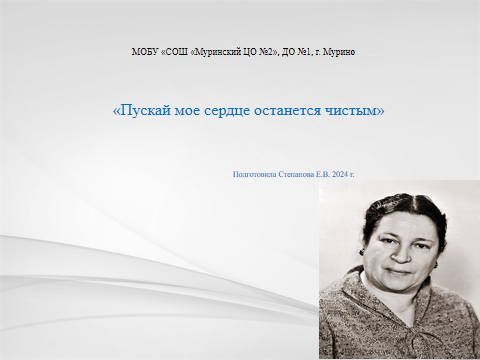 МОБУ «СОШ «Муринский ЦО №2», ДО №1, г. Мурино
«Пускай мое сердце останется чистым»
Подготовила Степанова Е.В. 2024 г.